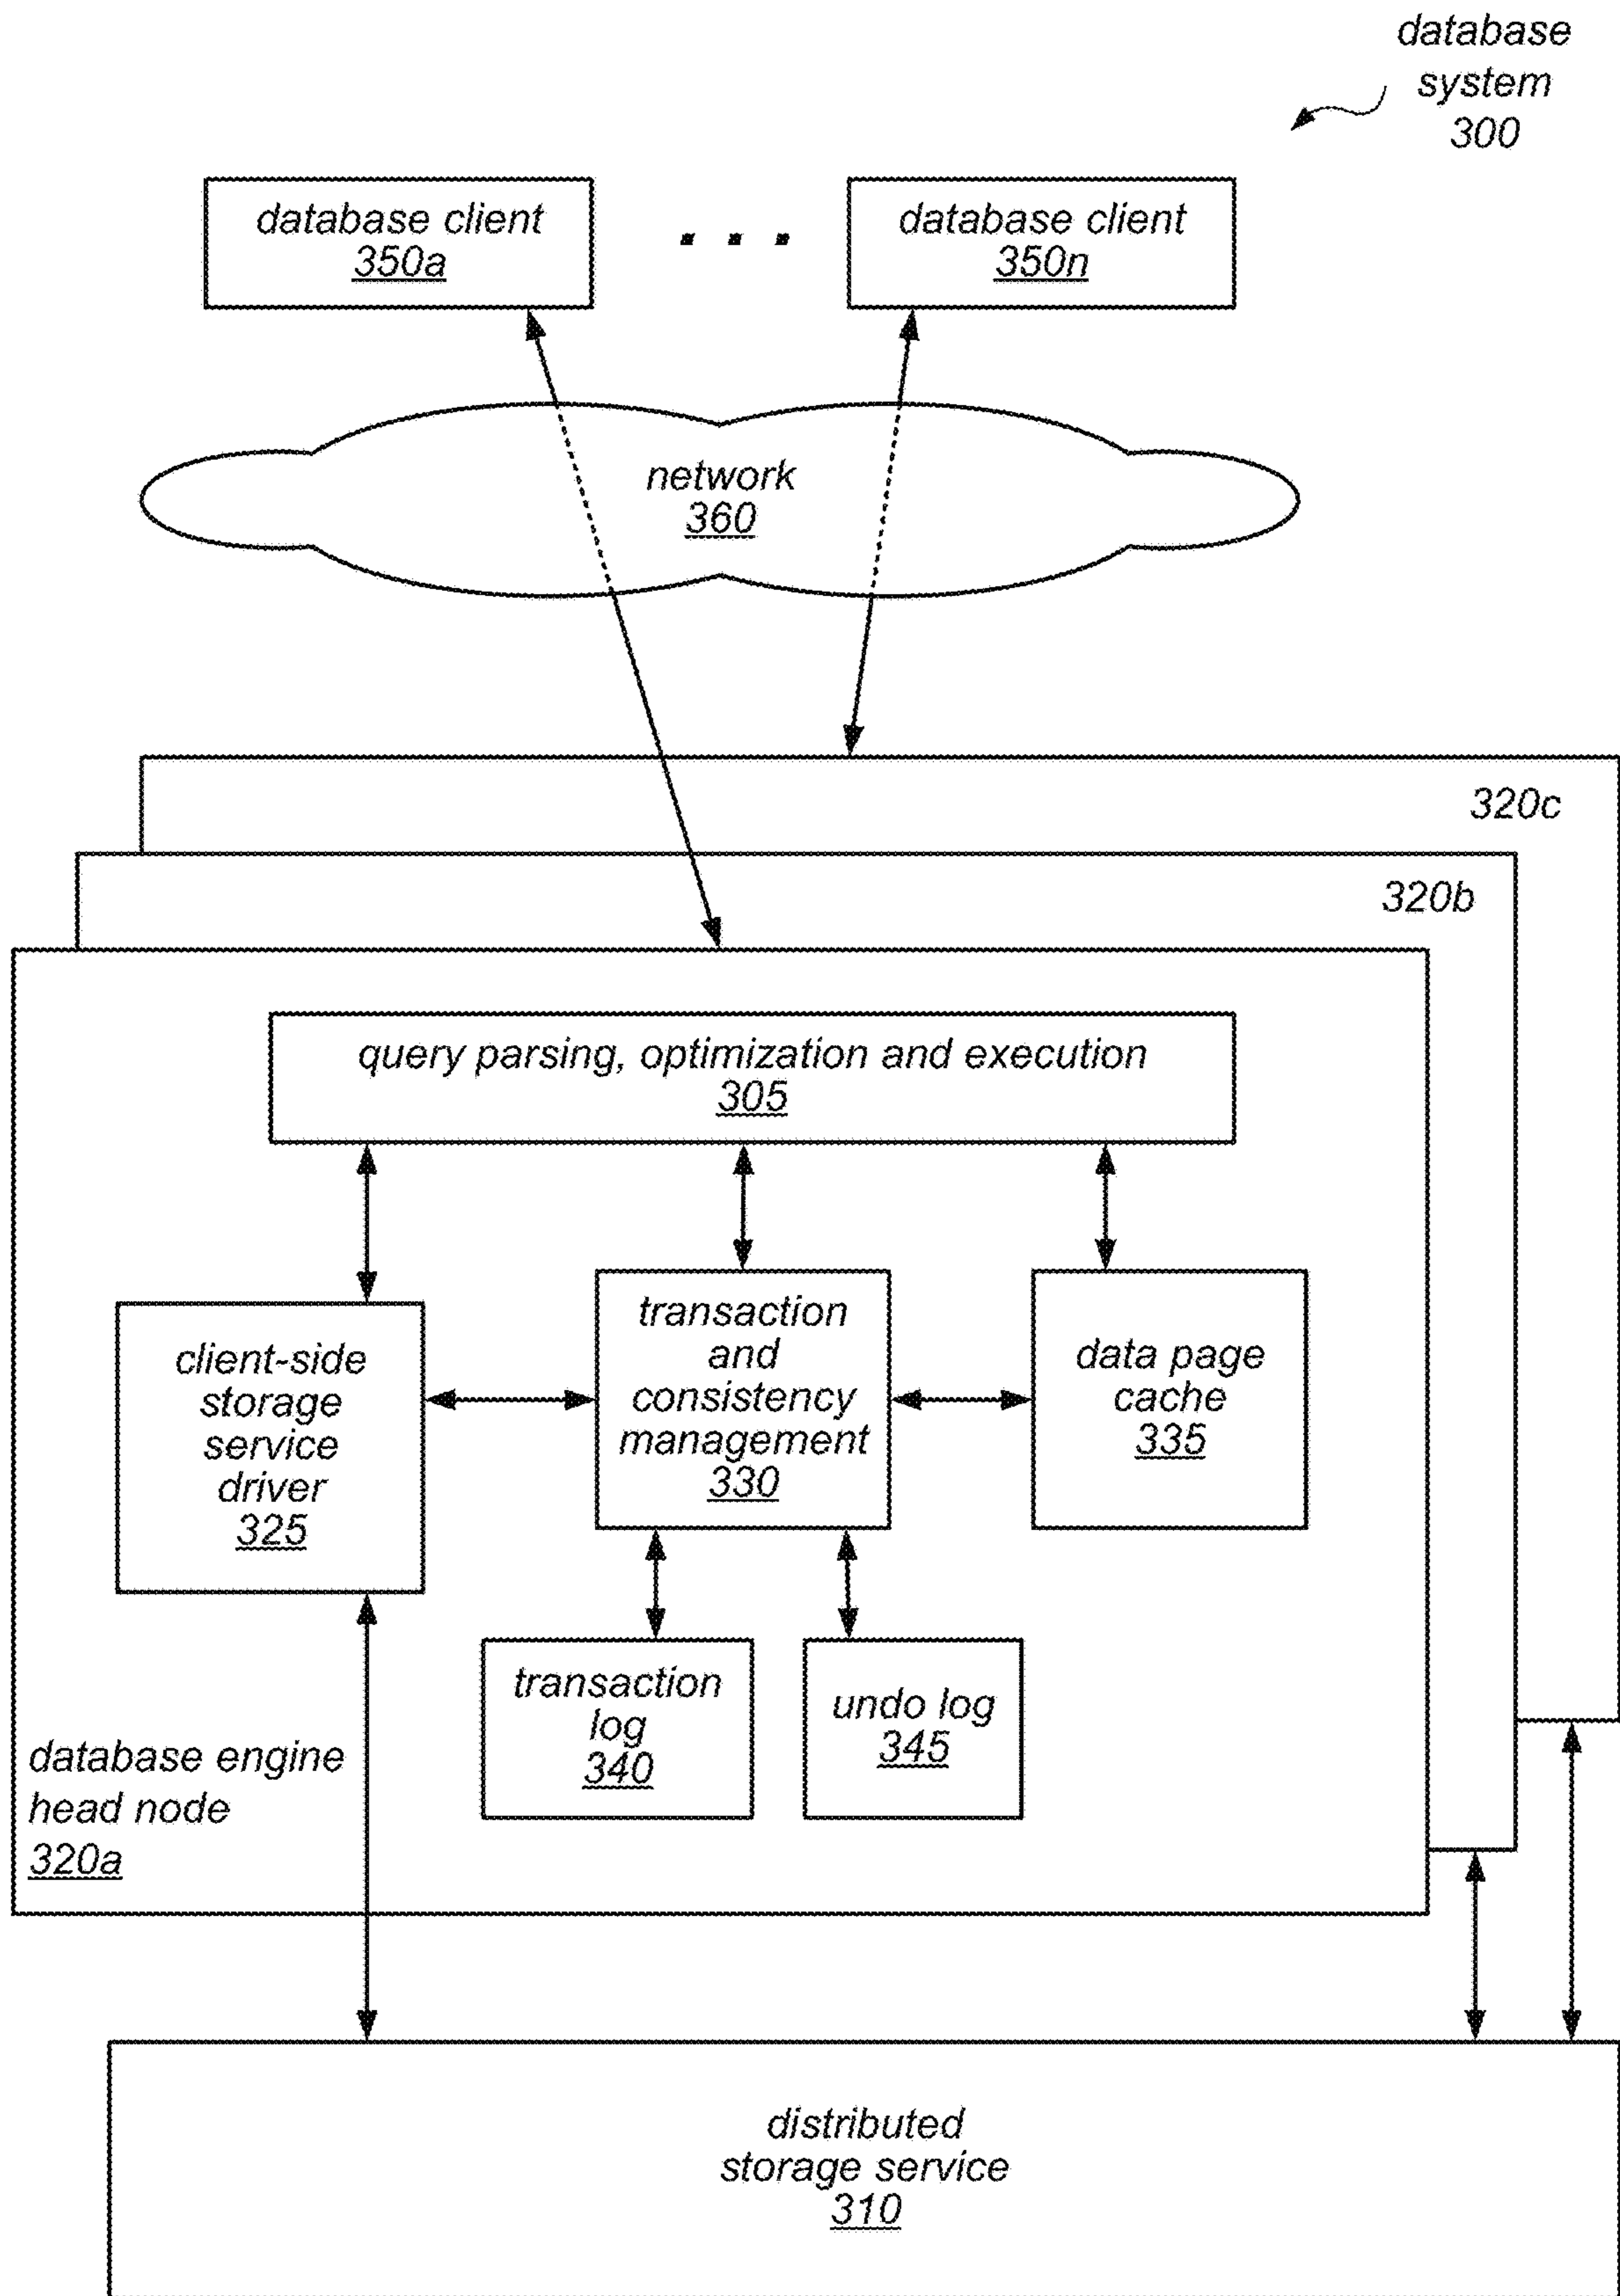 database
system
300
database client
350a
. . .
database client
350n
network
360
320c
320b
query parsing, optimization and execution
305
client-side
storage
service
driver
325
transaction
and
consistency
management
330
data page
cache
335
transaction
log
340
undo log
345
database engine
head node
320a
distributed
storage service
310